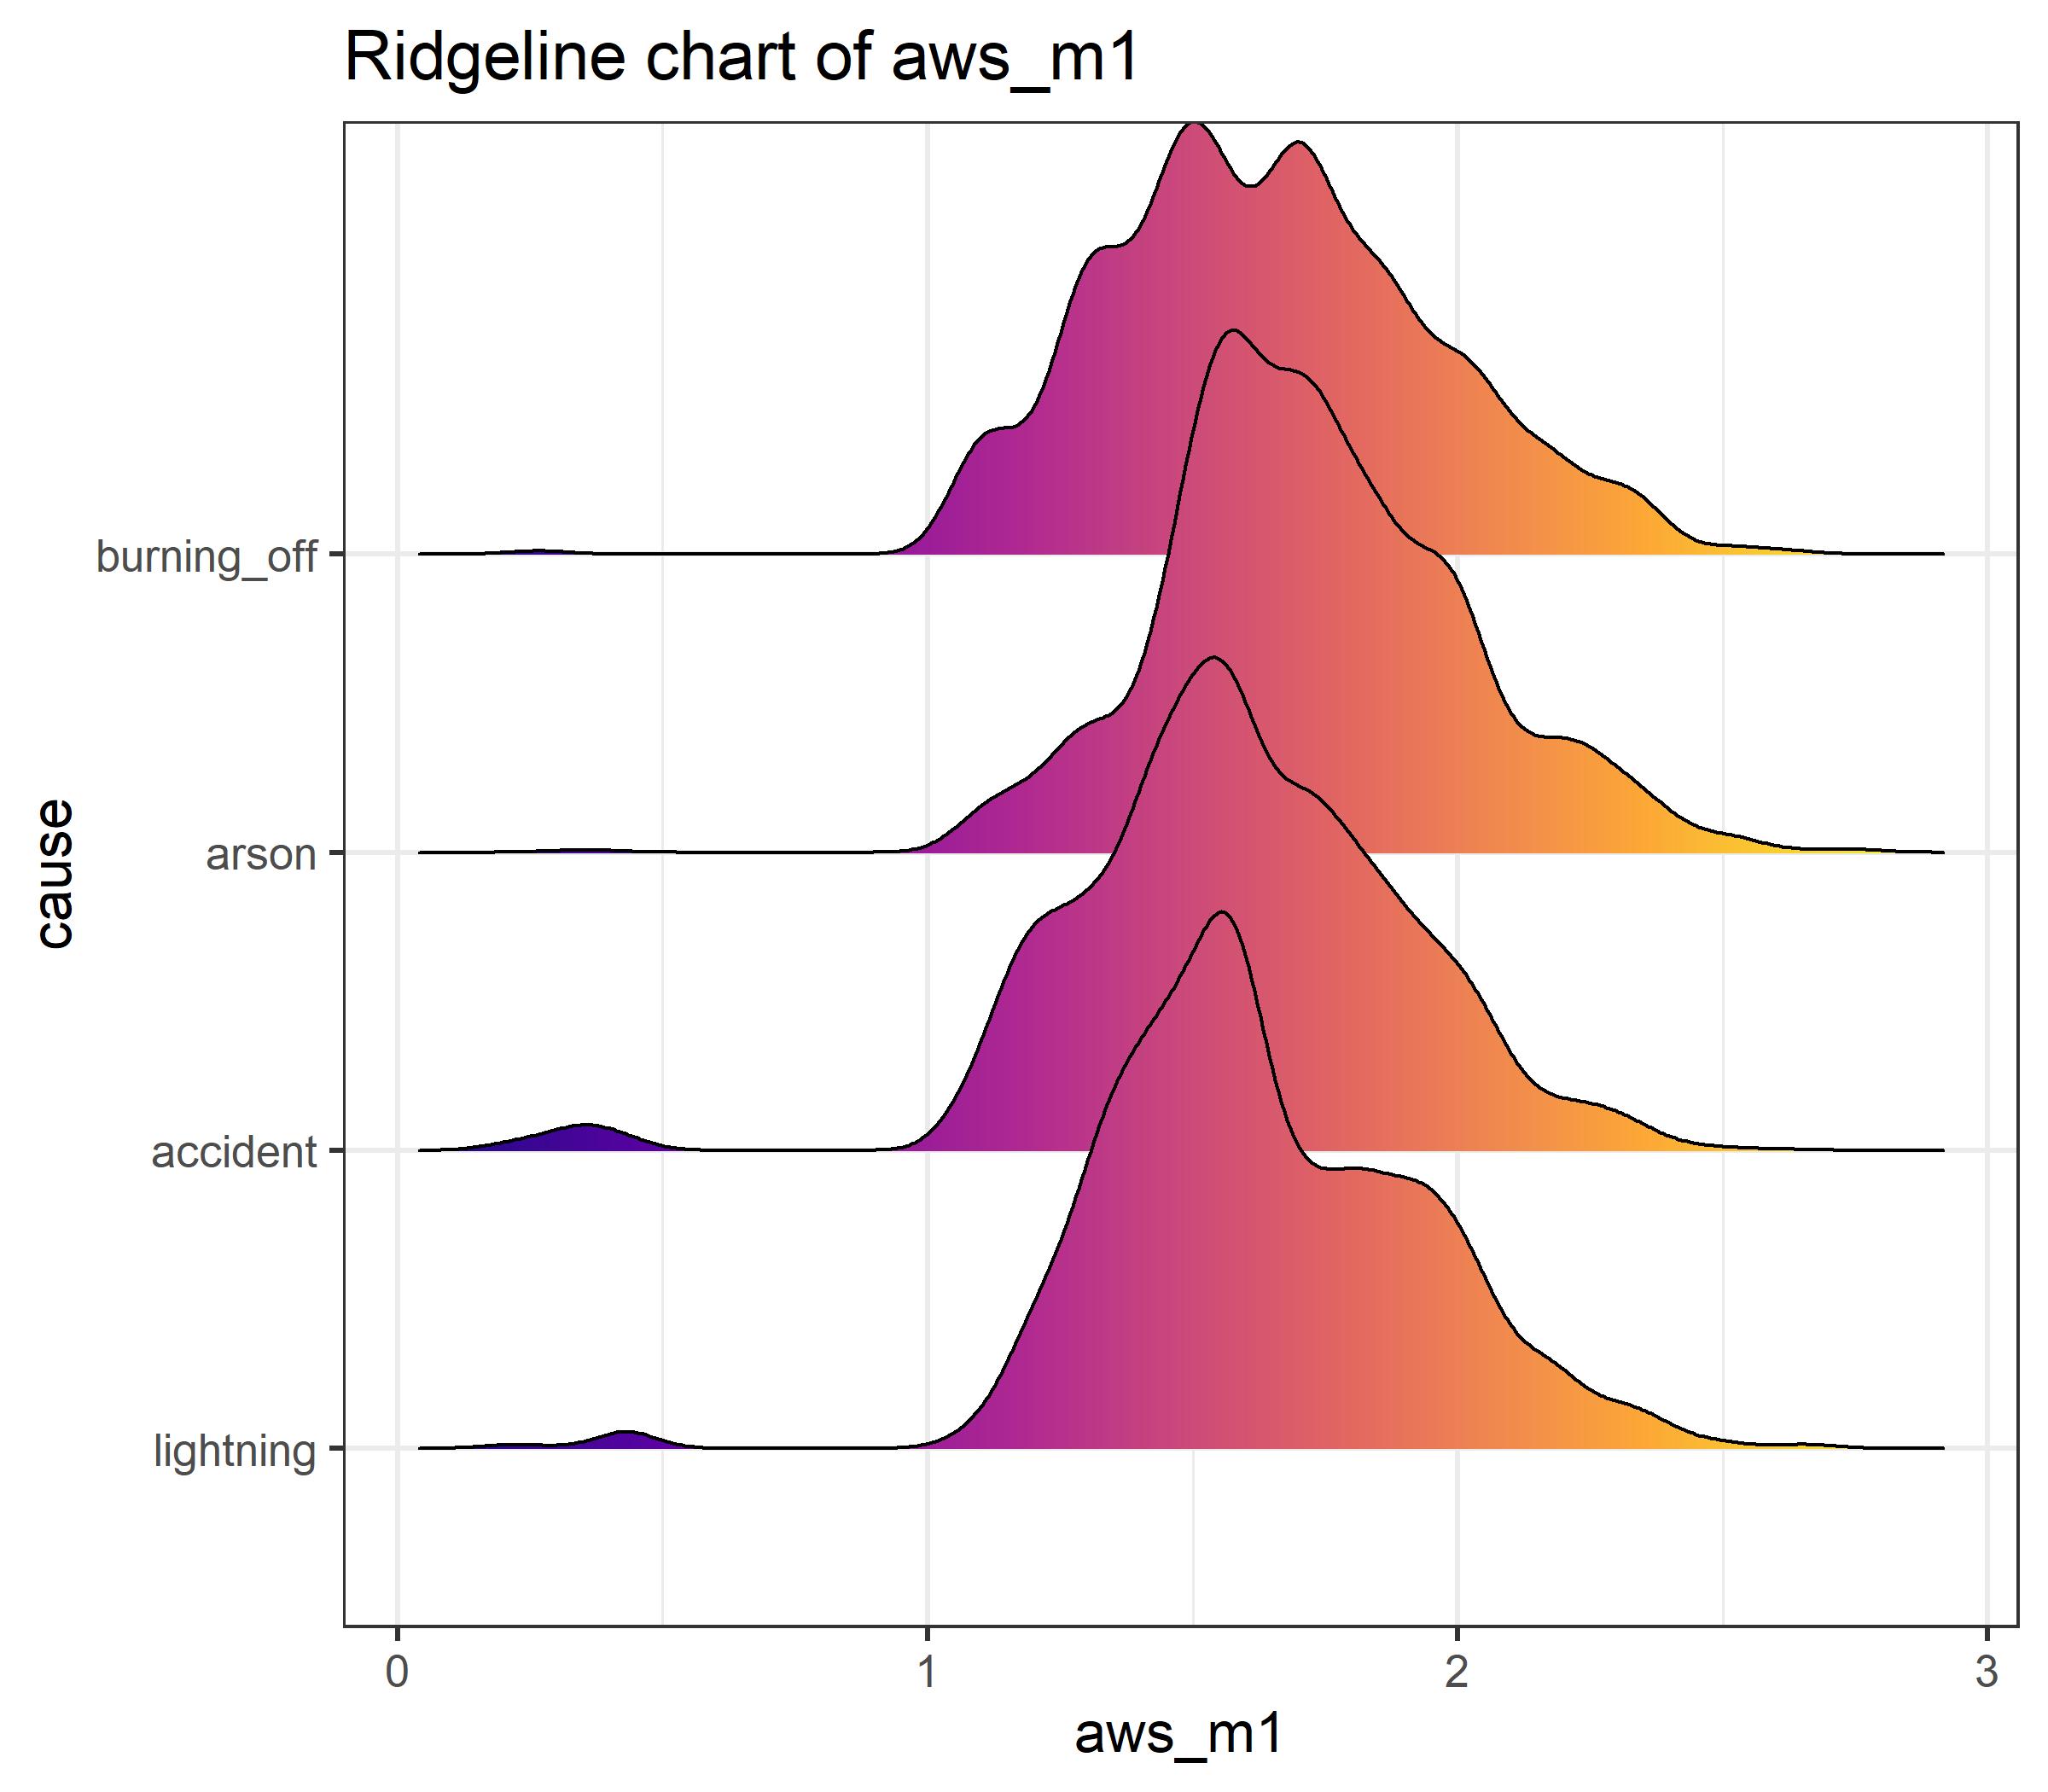 Ridgeline chart of aws_m1
burning_off
arson
accident
lightning
cause
0 1 2 3
aws_m1